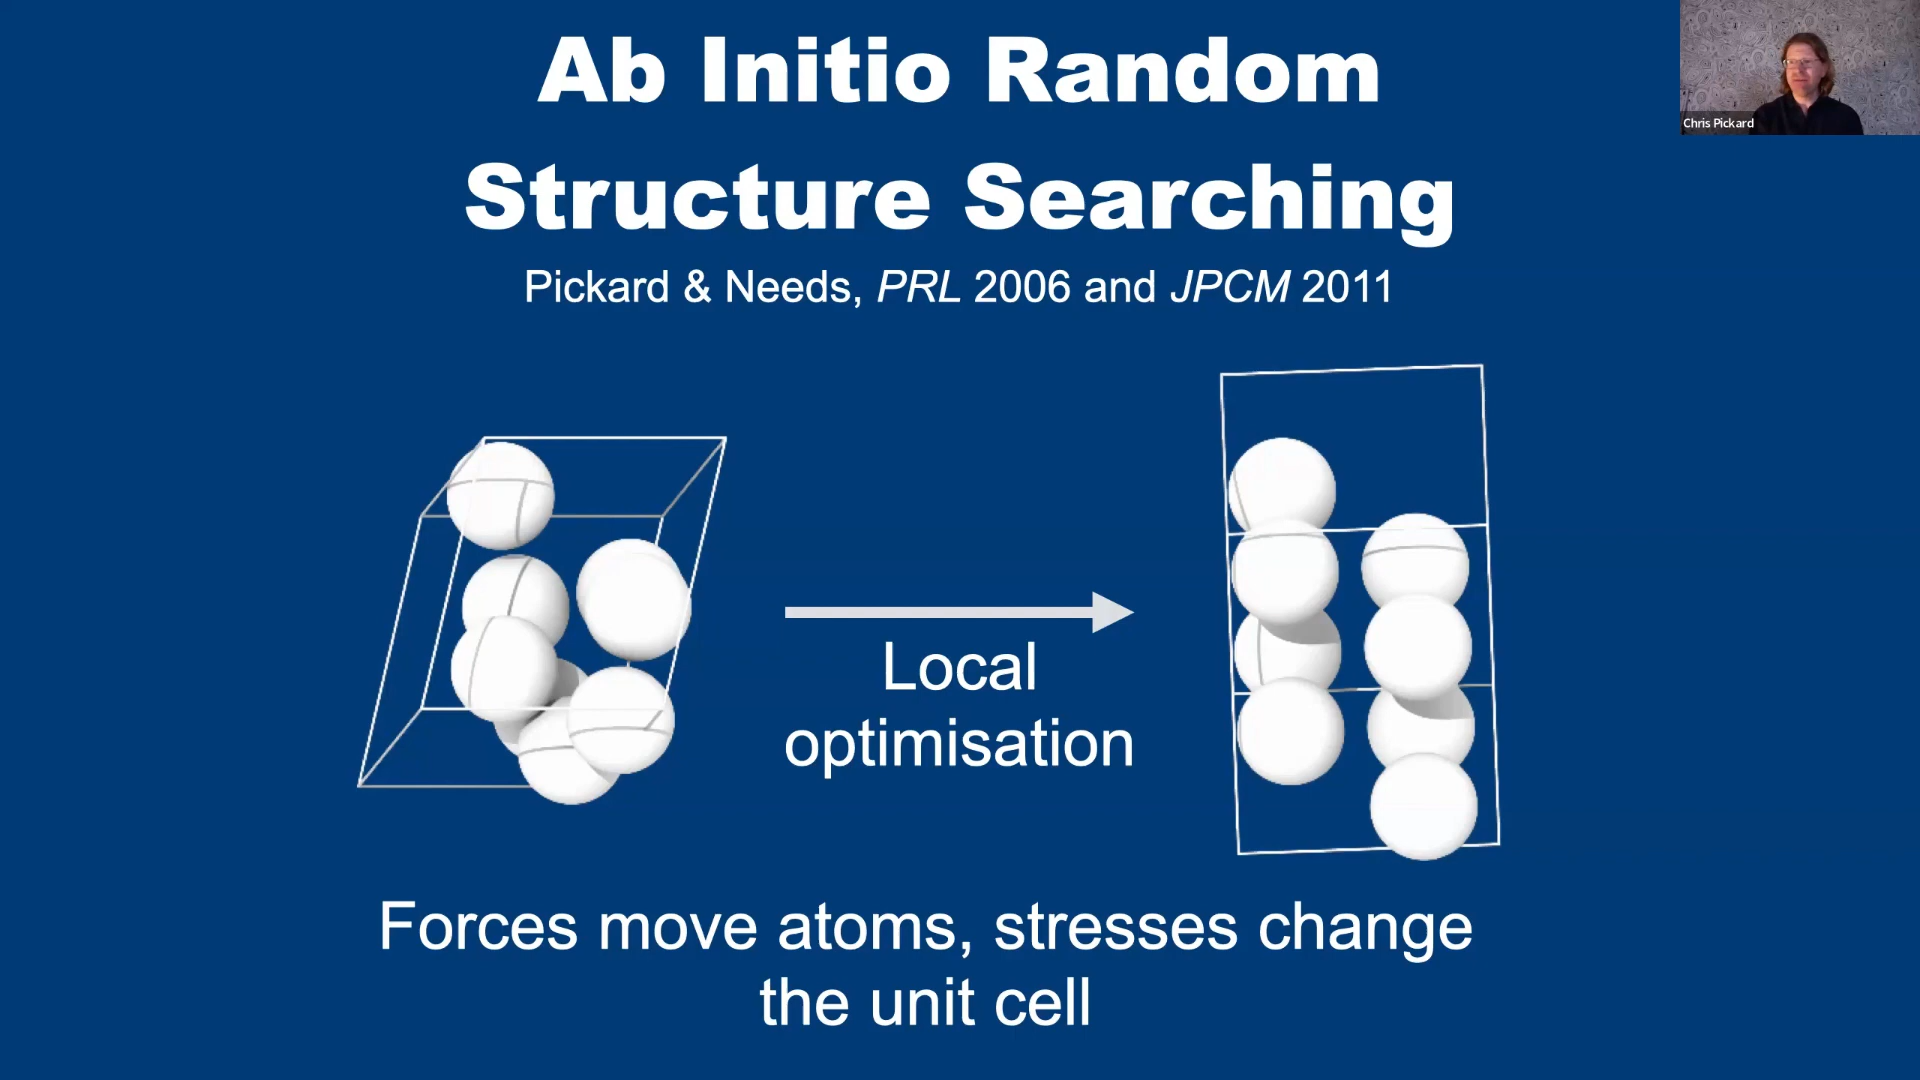 Ab Initio Random
Structure Searching
Pickard & Needs, PRL 2006 and JPCM 2011
Chris Pickard
Local
optimisation
Forces move atoms, stresses change
the unit cell